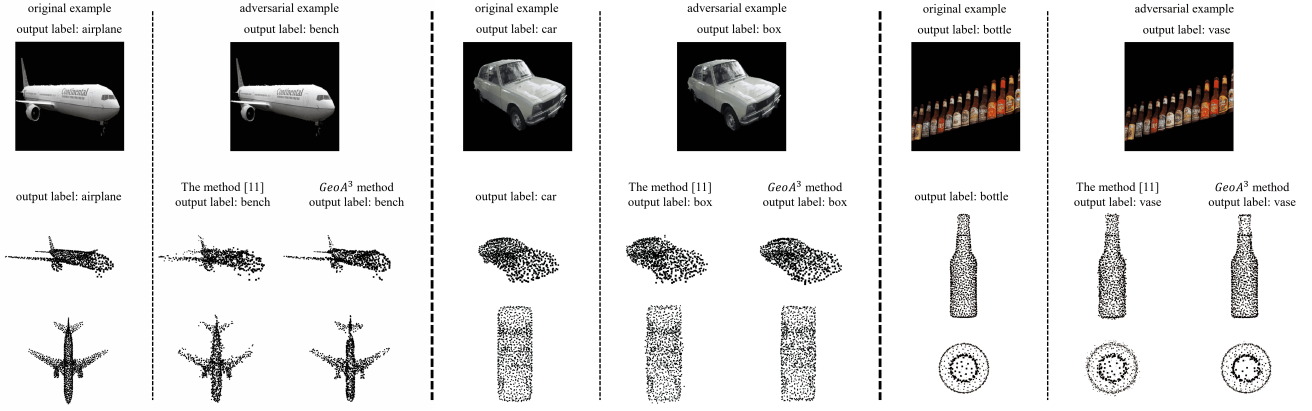 original example
adversarial example
original example
adversarial example
original example
adversarial example
output label: airplane
output label: bench
output label: car
output label: box
output label: bottle
output label: vase
Continental
Continental
output label: airplane
The method [11]
output label: bench
GeoA³ method
output label: bench
output label: car
The method [11]
output label: box
GeoA³ method
output label: box
output label: bottle
The method [11]
output label: vase
GeoA³ method
output label: vase